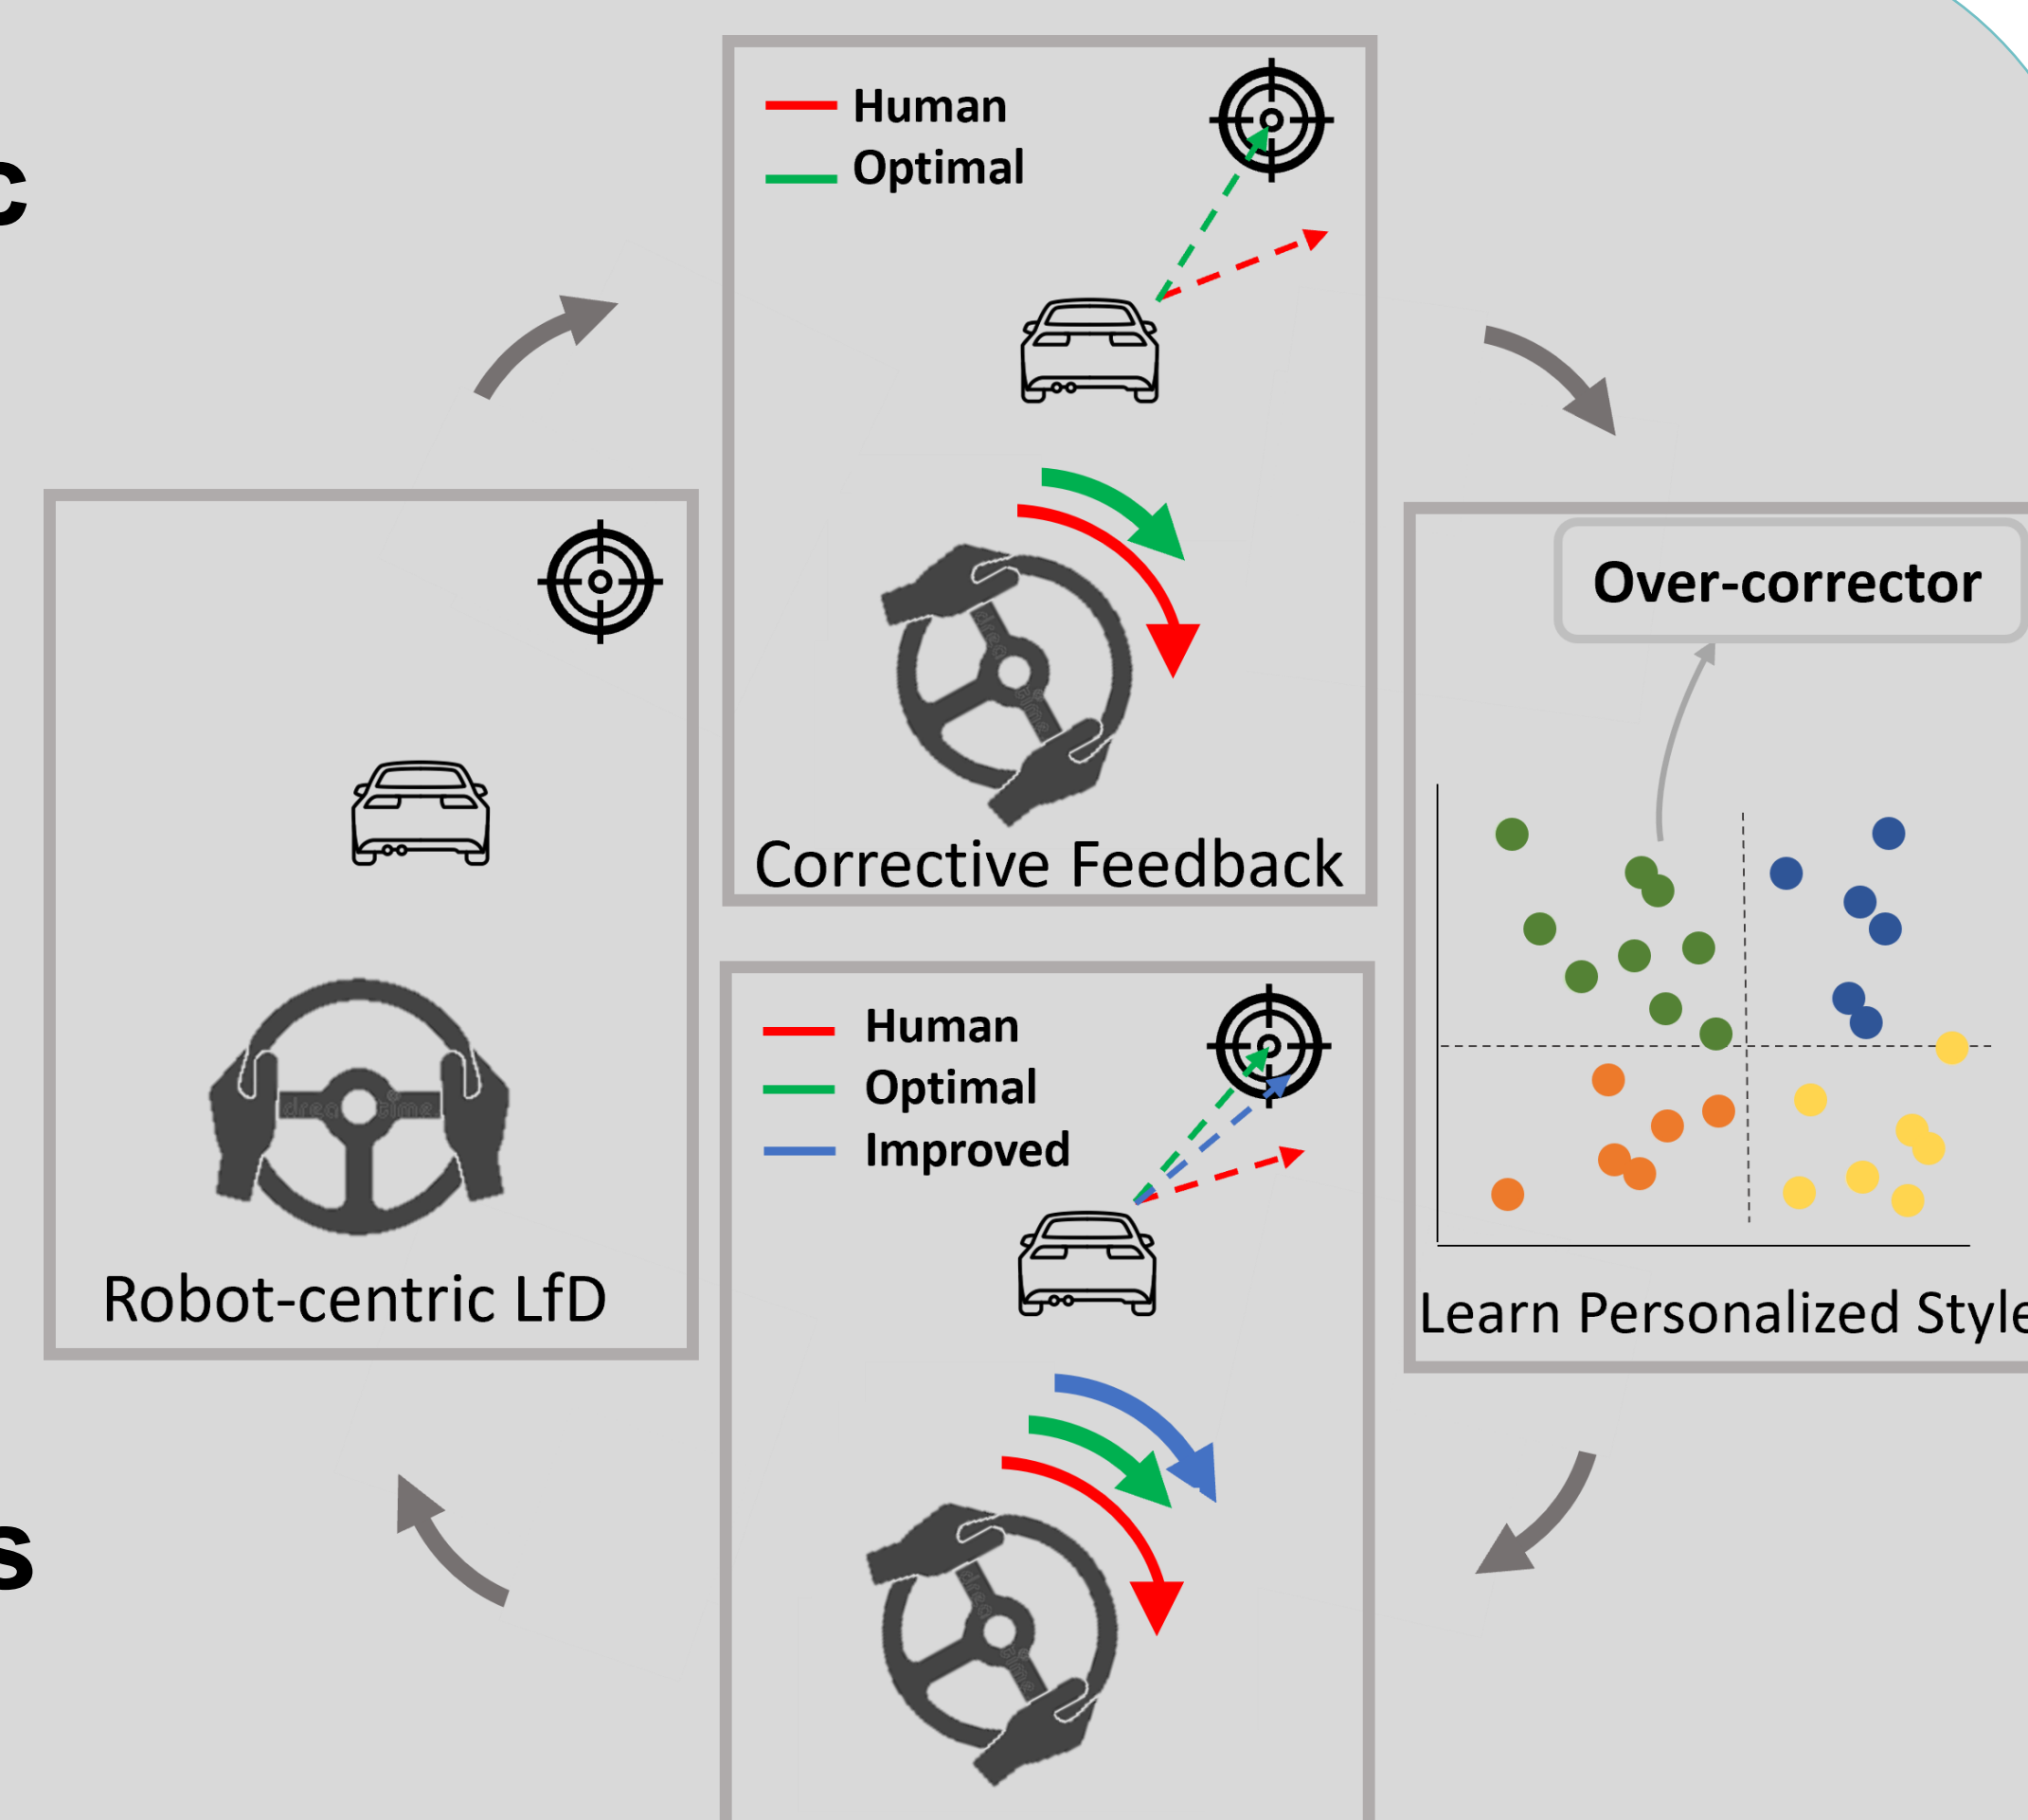 c
Human
Optimal
Corrective Feedback
Robot-centric LfD
Over-corrector
Learn Personalized Style
Human
Optimal
Improved
s